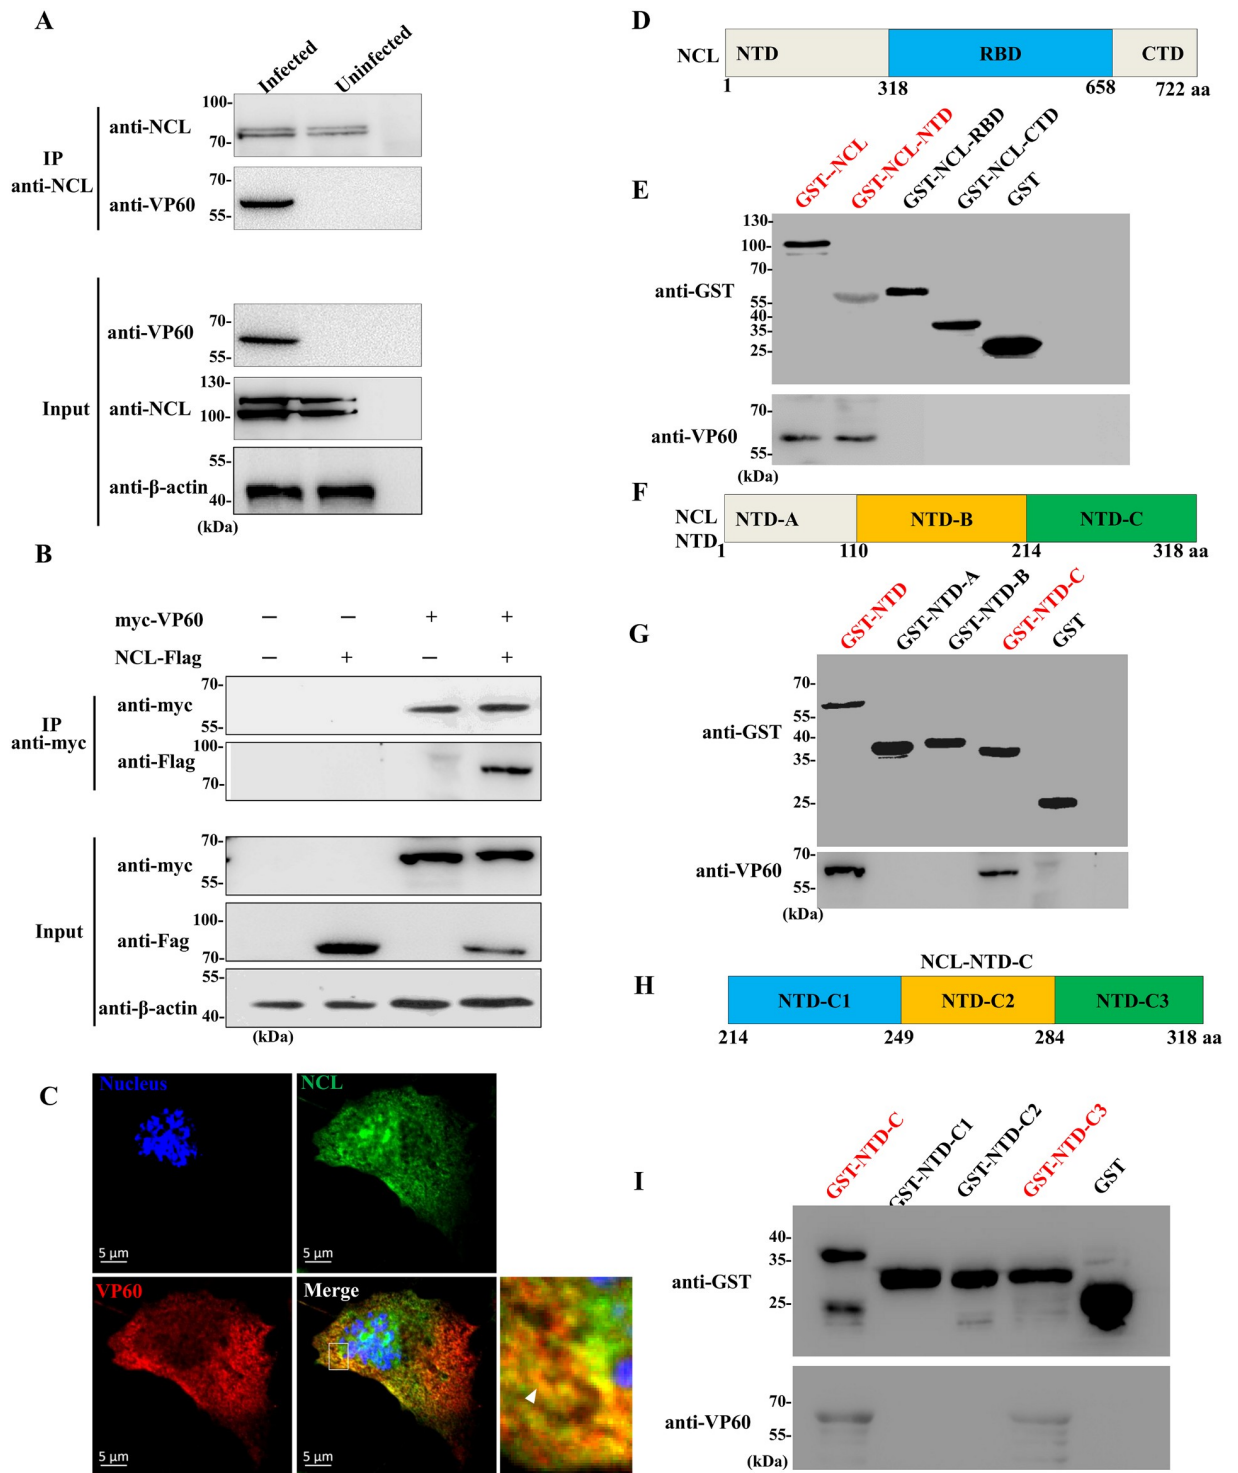 A
Infected
Uninfected
IP
anti-NCL
anti-NCL
100-
70-
anti-VP60
70-
55-
Input
anti-VP60
70-
55-
anti-NCL
130-
100-
anti-β-actin
55-
40-
(kDa)
B
myc-VP60 – – + +
NCL-Flag – + – +
IP
anti-myc
anti-myc
70-
55-
anti-Flag
100-
70-
Input
anti-myc
70-
55-
anti-Fag
100-
70-
anti-β-actin
55-
40-
(kDa)
C
Nucleus
5 μm
NCL
5 μm
VP60
5 μm
Merge
5 μm
D
NCL
NTD
RBD
CTD
1
318
658
722 aa
E
GST--NCL
GST-NCL-NTD
GST-NCL-RBD
GST-NCL-CTD
GST
anti-GST
130-
100-
70-
55-
40-
35-
25-
anti-VP60
70-
55-
(kDa)
F
NCL
NTD
NTD-A
NTD-B
NTD-C
1
110
214
318 aa
G
GST-NTD
GST-NTD-A
GST-NTD-B
GST-NTD-C
GST
anti-GST
70-
55-
40-
35-
25-
anti-VP60
70-
55-
(kDa)
H
NCL-NTD-C
NTD-C1
NTD-C2
NTD-C3
214
249
284
318 aa
I
GST-NTD-C
GST-NTD-C1
GST-NTD-C2
GST-NTD-C3
GST
anti-GST
40-
35-
25-
anti-VP60
70-
55-
(kDa)